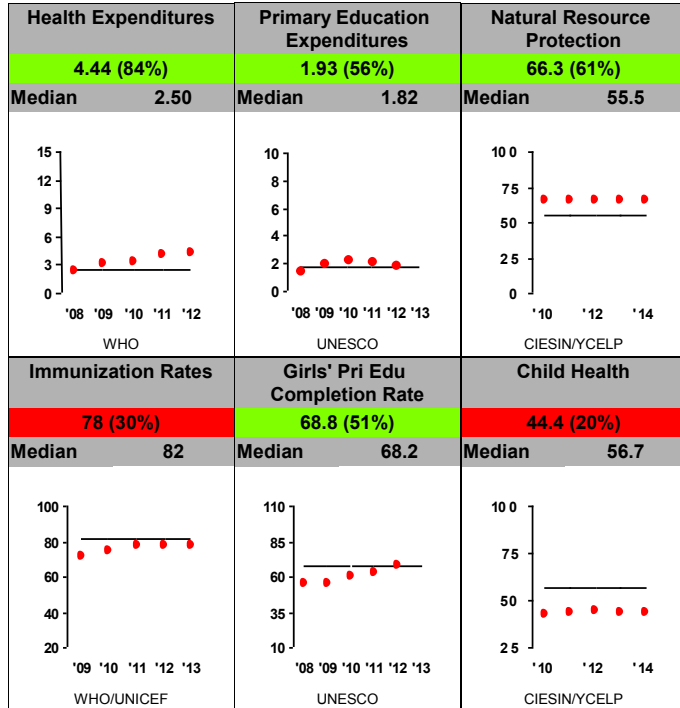 Health Expenditures
4.44 (84%)
Median 2.50
15
12
9
6
3
0
'08 '09 '10 '11 '12
WHO
Primary Education
Expenditures
1.93 (56%)
Median 1.82
10
8
6
4
2
0
'08 '09 '10 '11 '12 '13
UNESCO
Natural Resource
Protection
66.3 (61%)
Median 55.5
100
75
50
25
0
'10 '12 '14
CIESIN/YCELP
Immunization Rates
78 (30%)
Median 82
100
80
60
40
20
'09 '10 '11 '12 '13
WHO/UNICEF
Girls' Pri Edu
Completion Rate
68.8 (51%)
Median 68.2
110
85
60
35
10
'08 '09 '10 '11 '12 '13
UNESCO
Child Health
44.4 (20%)
Median 56.7
100
75
50
25
'10 '12 '14
CIESIN/YCELP